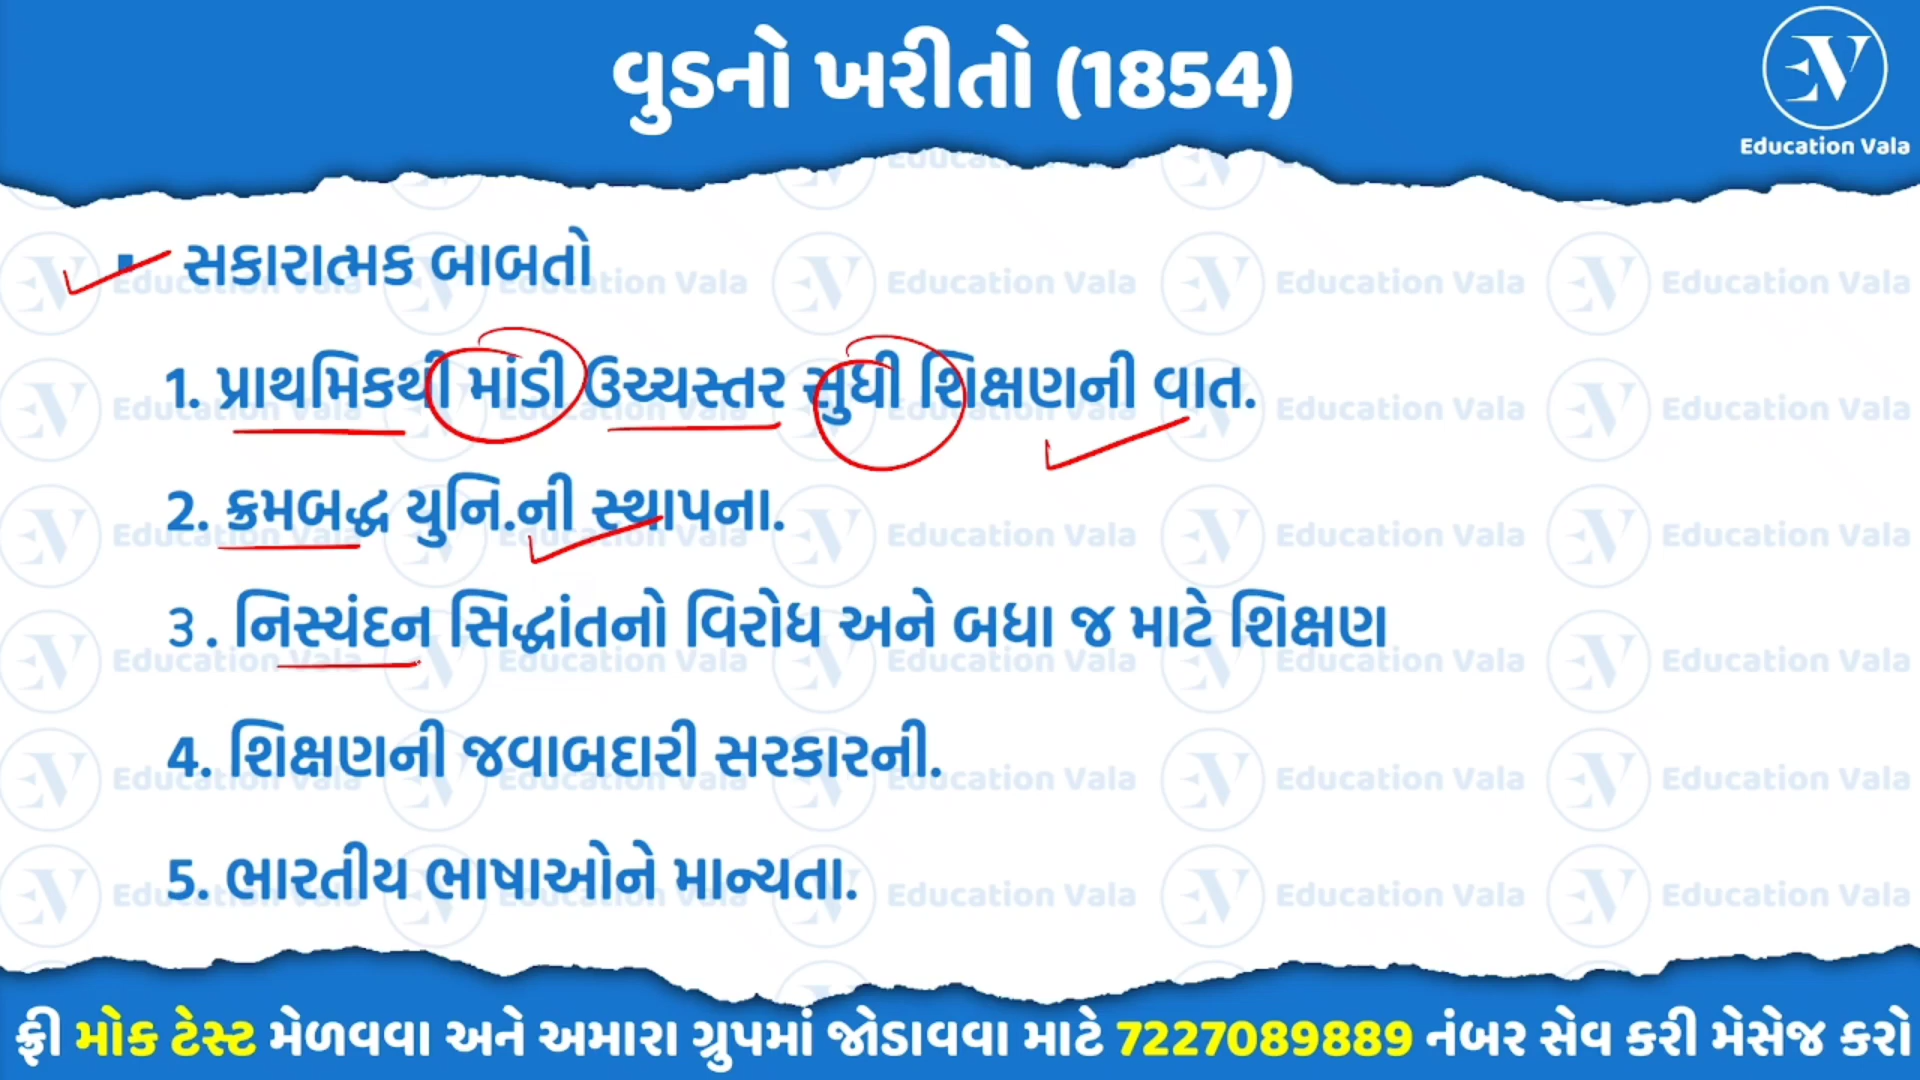 વુડનો ખરીતો (1854)
EV
Education Vala
▪ સકારાત્મક બાબતો
1. પ્રાથમિકથી માંડી ઉચ્ચસ્તર સુધી શિક્ષણની વાત.
2. ક્રમબદ્ધ યુનિ.ની સ્થાપના.
૩. નિસ્યંદન સિદ્ધાંતનો વિરોધ અને બધા જ માટે શિક્ષણ
4. શિક્ષણની જવાબદારી સરકારની.
5. ભારતીય ભાષાઓને માન્યતા.
ફ્રી મોક ટેસ્ટ મેળવવા અને અમારા ગ્રુપમાં જોડાવવા માટે 7227089889 નંબર સેવ કરી મેસેજ કરો